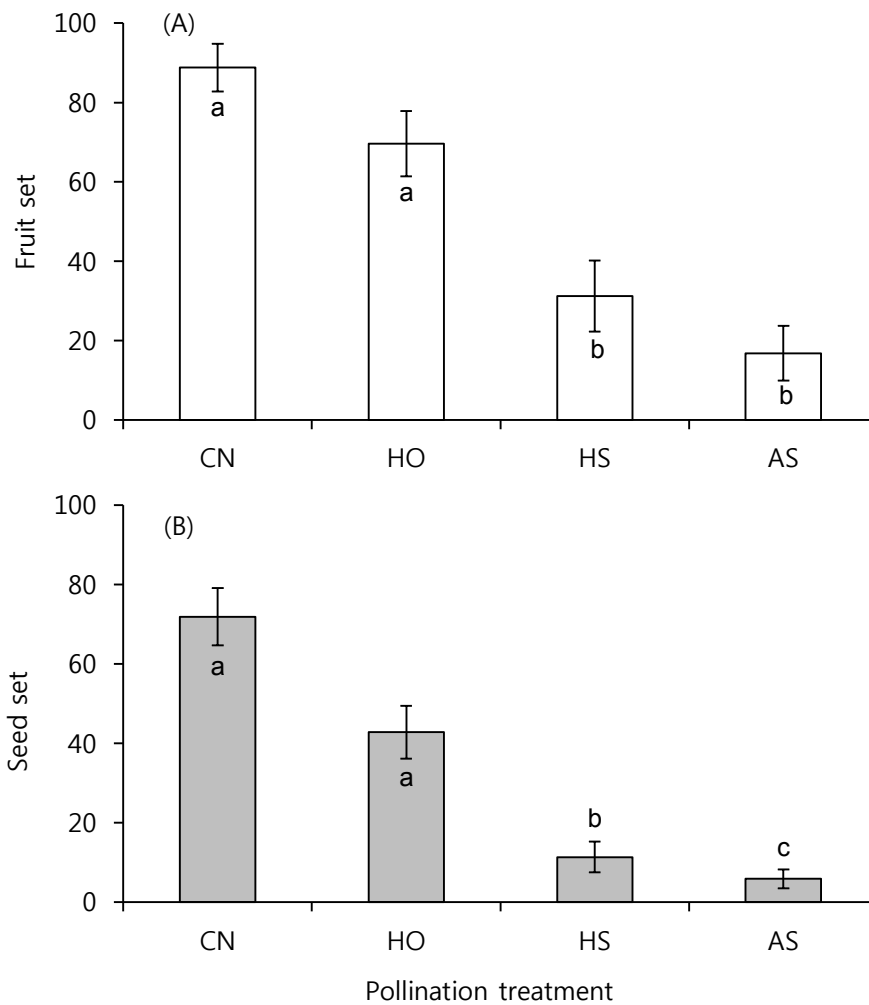 (A)
100
80
60
40
20
0
Fruit set
a
a
b
b
CN HO HS AS
(B)
100
80
60
40
20
0
Seed set
a
a
b
c
CN HO HS AS
Pollination treatment